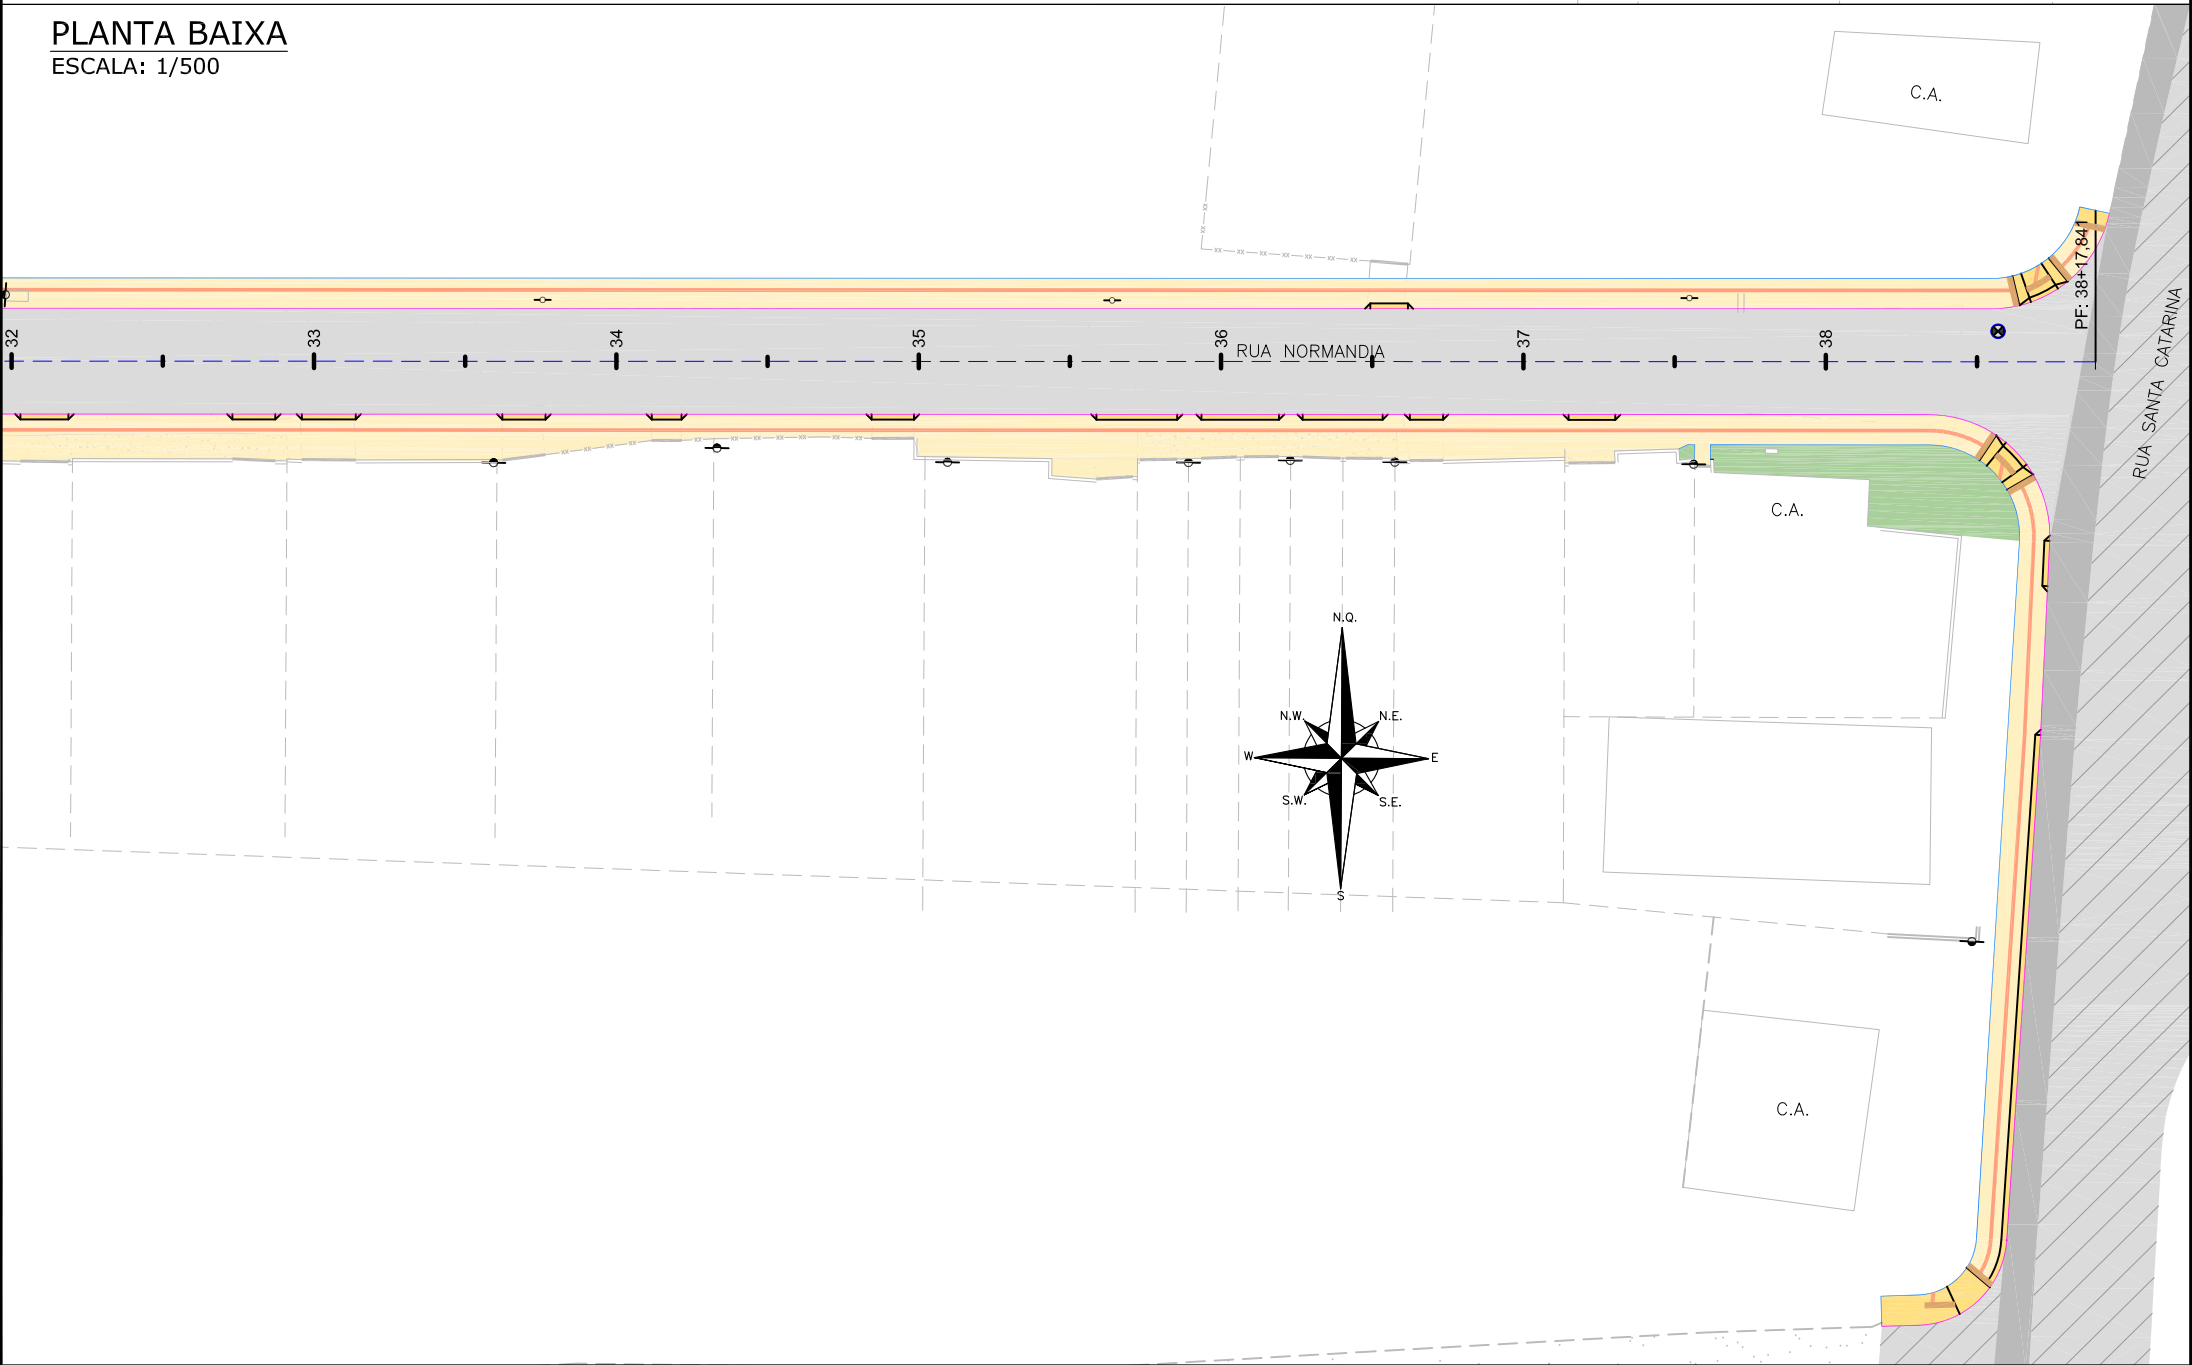 PLANTA BAIXA
ESCALA: 1/500
C.A.
PF: 38+17,841
32
33
34
35
36
37
38
RUA NORMANDIA
RUA SANTA CATARINA
C.A.
N.Q.
N.W.
N.E.
W
E
S.W.
S.E.
S
C.A.